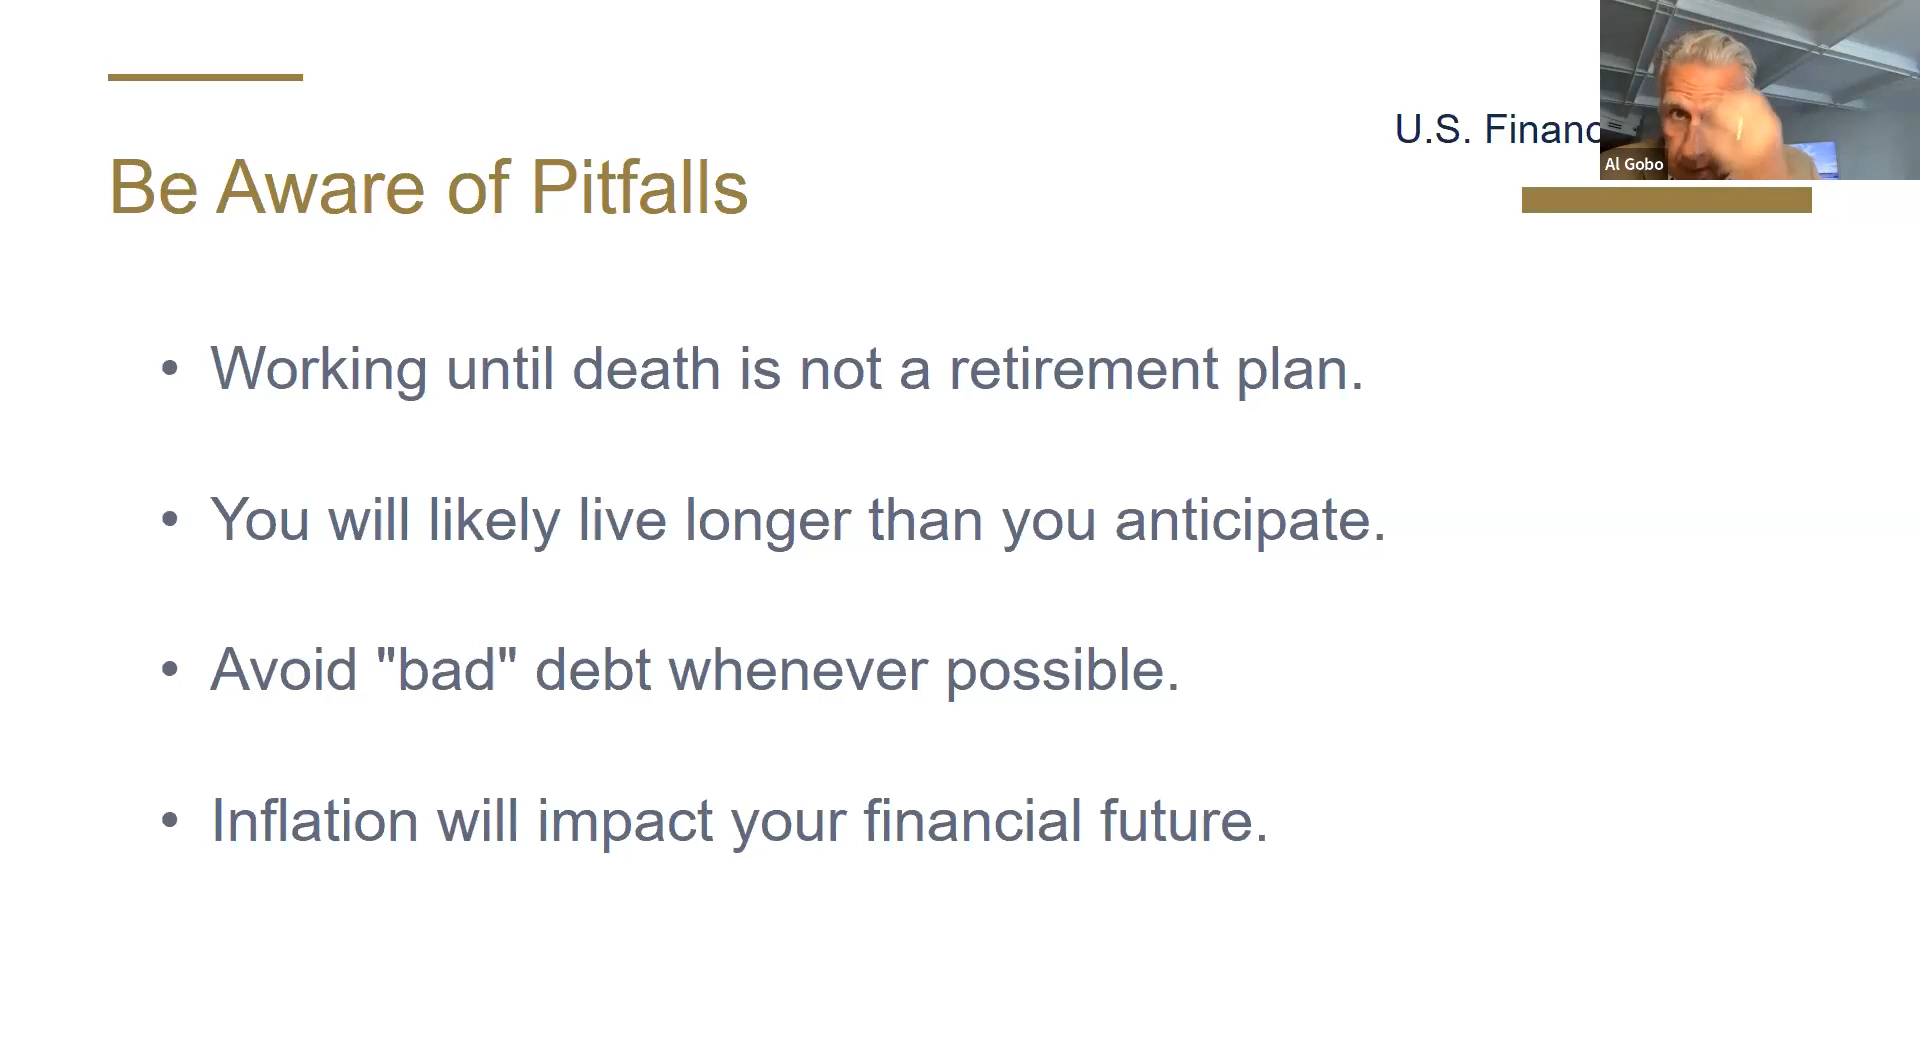 U.S. Financ
Al Gobo
Be Aware of Pitfalls
• Working until death is not a retirement plan.
• You will likely live longer than you anticipate.
• Avoid "bad" debt whenever possible.
• Inflation will impact your financial future.